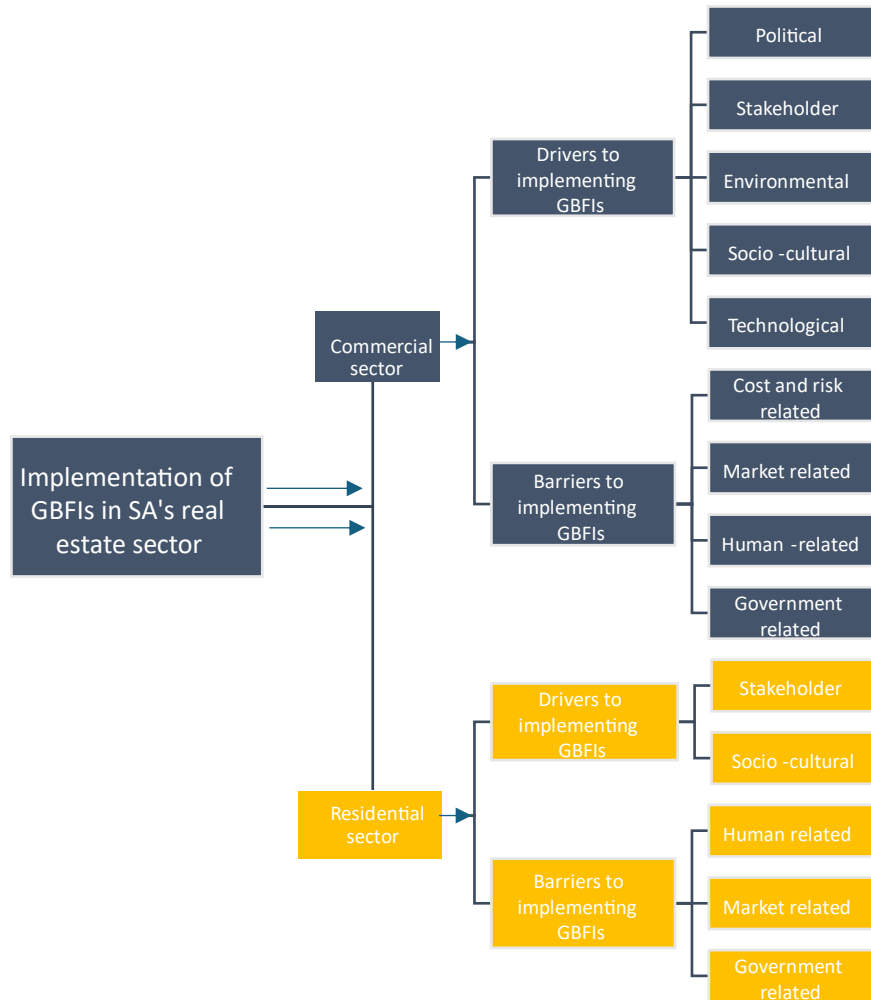 Political
Stakeholder
Drivers to
implementing
GBFIs
Environmental
Socio -cultural
Technological
Commercial
sector
Cost and risk
related
Implementation of
GBFIs in SA's real
estate sector
Market related
Barriers to
implementing
GBFIs
Human -related
Government
related
Stakeholder
Drivers to
implementing
GBFIs
Socio -cultural
Residential
sector
Human related
Barriers to
implementing
GBFIs
Market related
Government
related